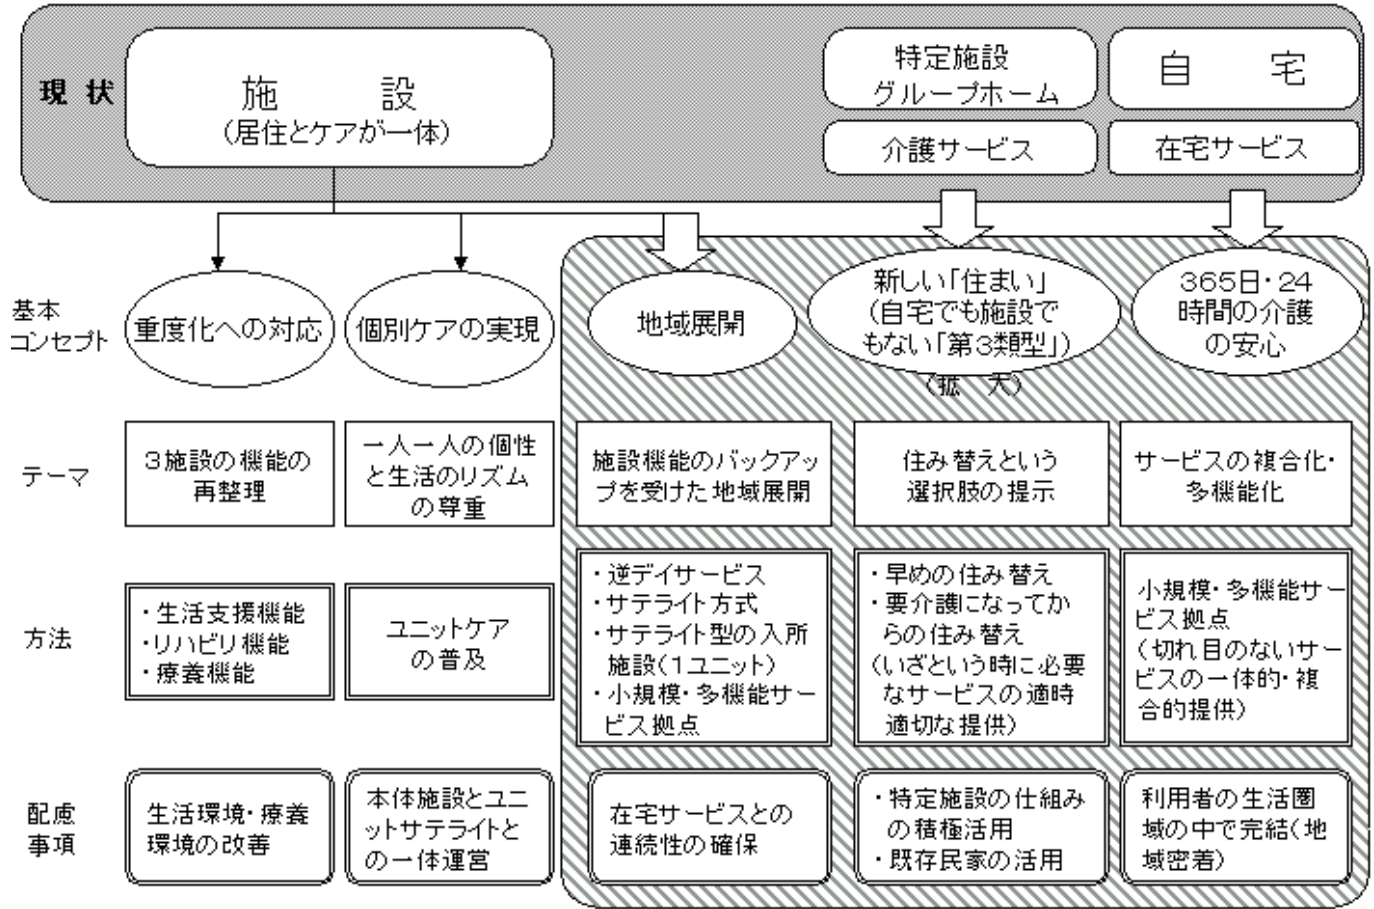 現 状
施 設
(居住とケアが一体)
特定施設
グループホーム
介護サービス
自 宅
在宅サービス
基本
コンセプト
重度化への対応
個別ケアの実現
地域展開
新しい「住まい」
(自宅でも施設で
もない「第3類型」)
(拡 大)
365日・24
時間の介護
の安心
テーマ
3施設の機能の
再整理
一人一人の個性
と生活のリズム
の尊重
施設機能のバックアッ
プを受けた地域展開
住み替えという
選択肢の提示
サービスの複合化・
多機能化
方法
・生活支援機能
・リハビリ機能
・療養機能
ユニットケア
の普及
・逆デイサービス
・サテライト方式
・サテライト型の入所
施設(1ユニット)
・小規模・多機能サー
ビス拠点
・早めの住み替え
・要介護になってか
らの住み替え
(いざという時に必要
なサービスの適時
適切な提供)
小規模・多機能サー
ビス拠点
(切れ目のないサー
ビスの一体的・複
合的提供)
配慮
事項
生活環境・療養
環境の改善
本体施設とユニ
ットサテライトと
の一体運営
在宅サービスとの
連続性の確保
・特定施設の仕組み
の積極活用
・既存民家の活用
利用者の生活圏
域の中で完結(地
域密着)